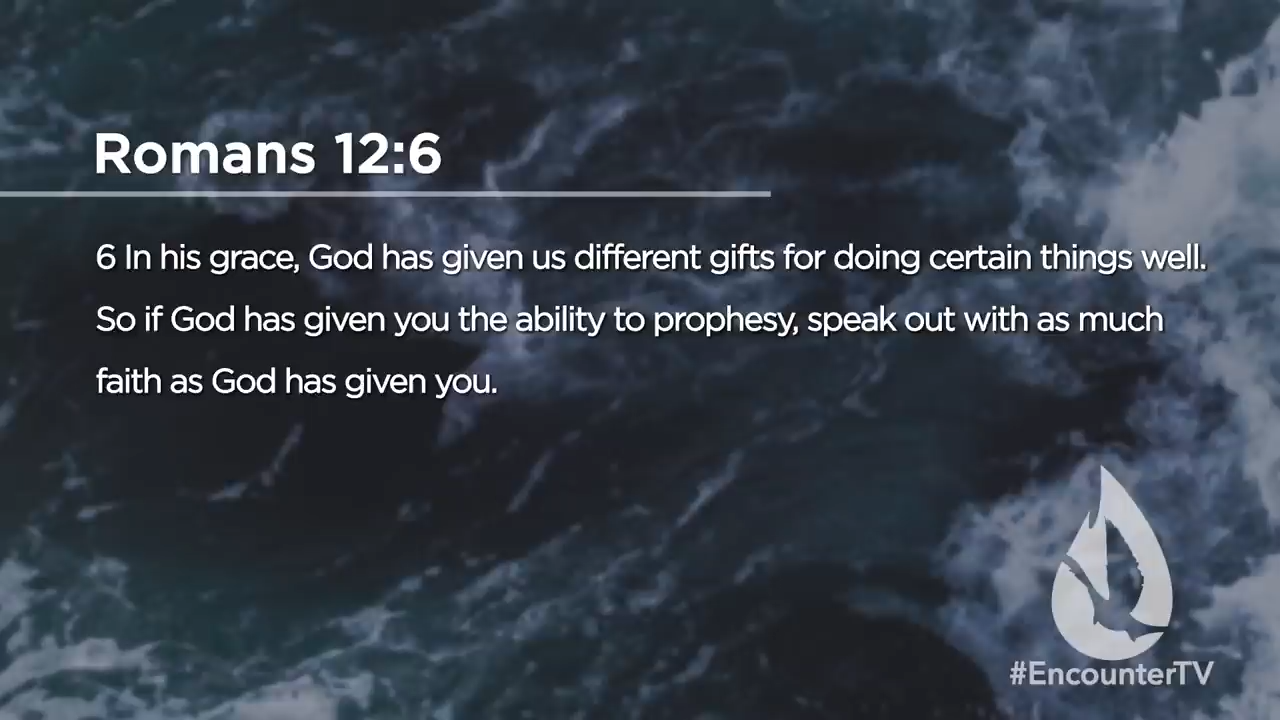 Romans 12:6
6 In his grace, God has given us different gifts for doing certain things well.
So if God has given you the ability to prophesy, speak out with as much
faith as God has given you.
#EncounterTV